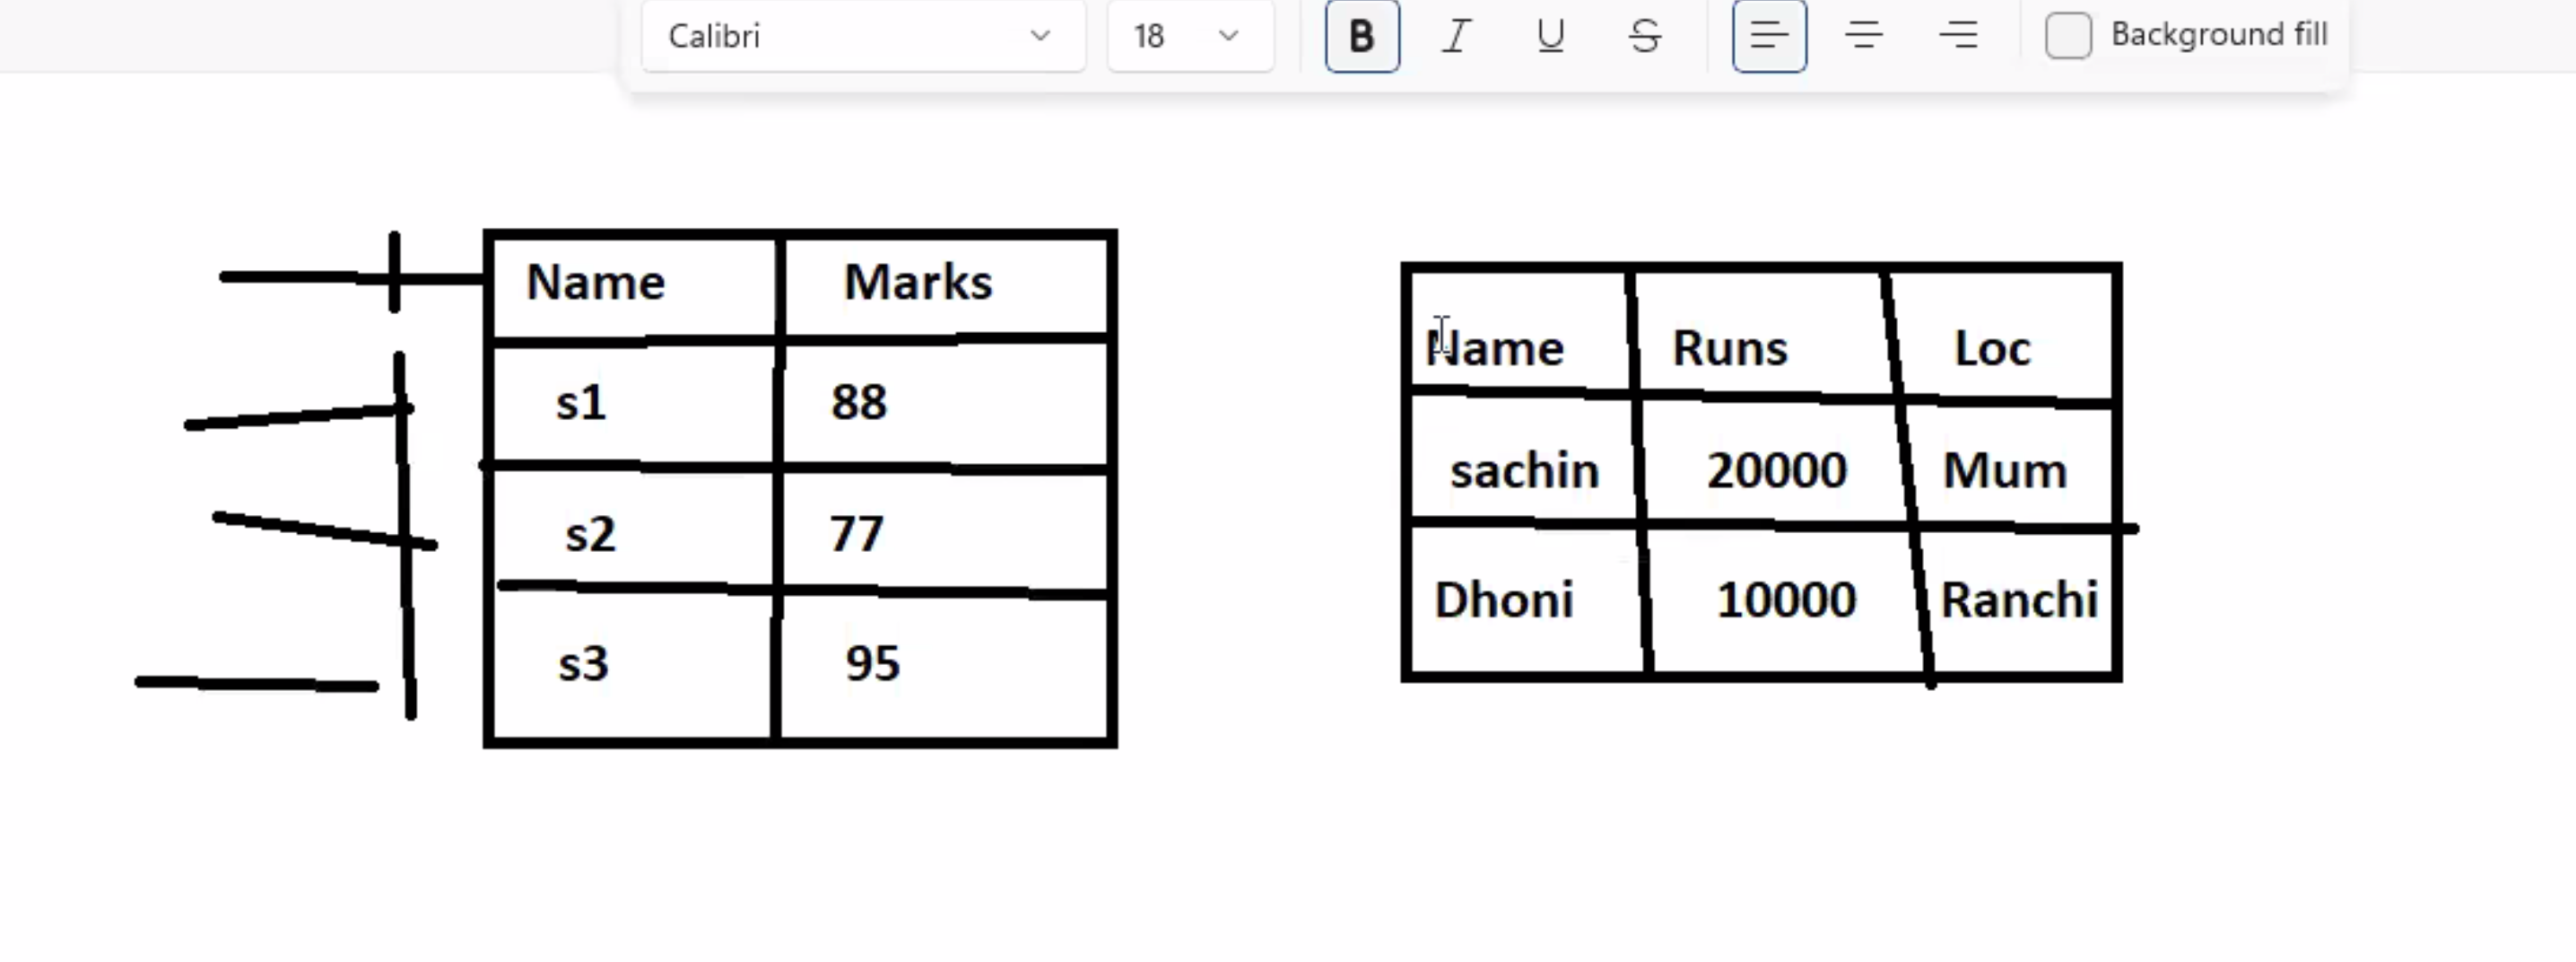 Calibri 18 B I U S Background fill
Name Marks
s1 88
s2 77
s3 95
Name Runs Loc
sachin 20000 Mum
Dhoni 10000 Ranchi